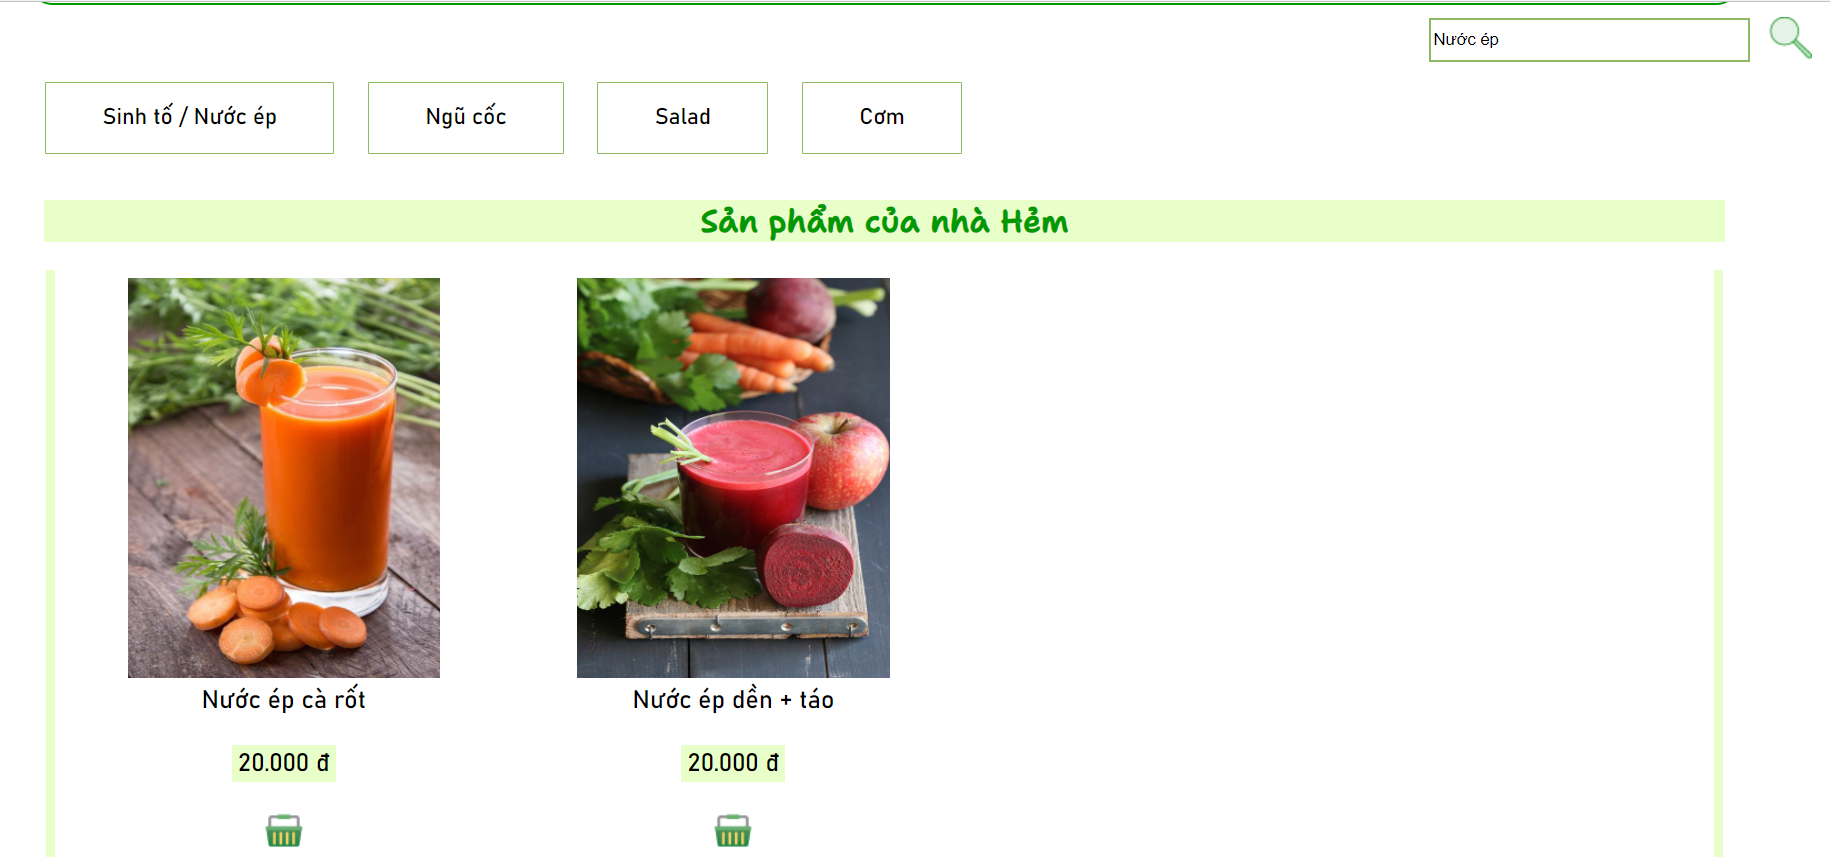 Nước ép
Sinh tố / Nước ép
Ngũ cốc
Salad
Cơm
Sản phẩm của nhà Hẻm
Nước ép cà rốt
Nước ép dền + táo
20.000 đ
20.000 đ